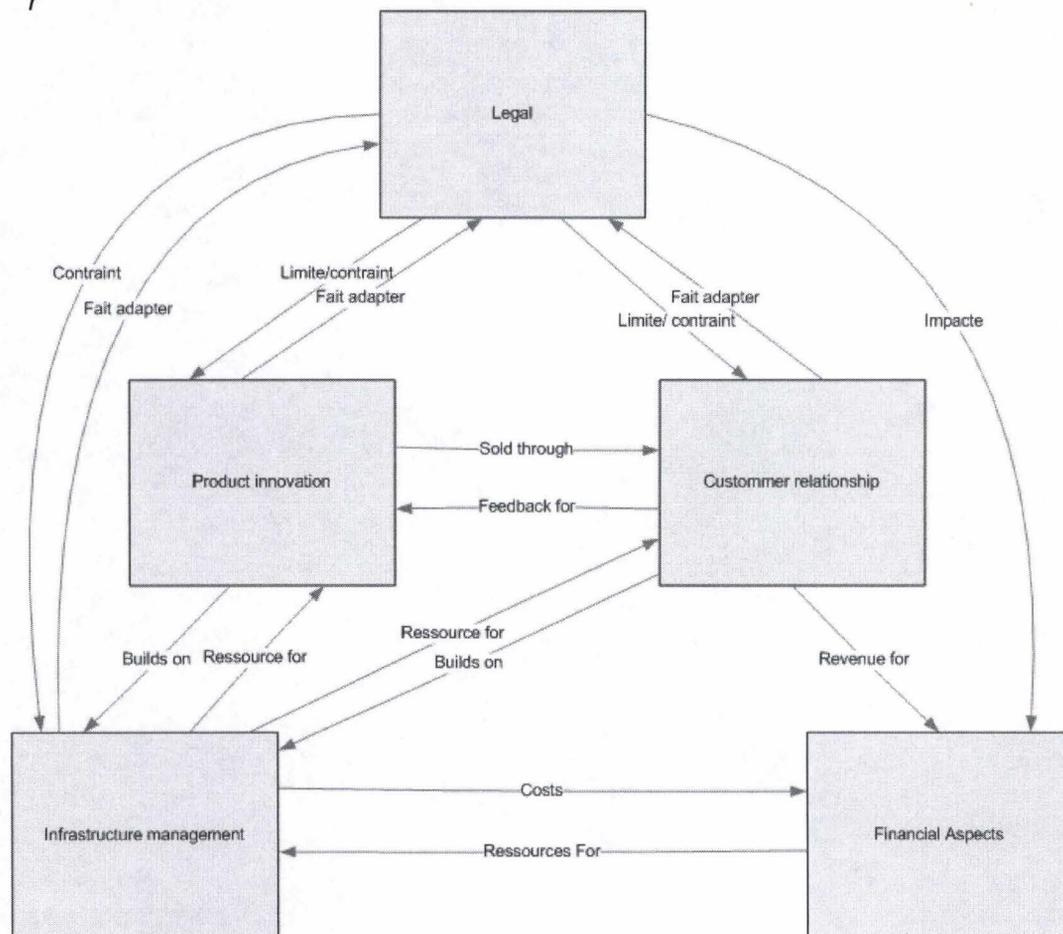 Legal
Contraint
Limite/contraint
Fait adapter
Fait adapter
Fait adapter
Limite/ contraint
Impacte
Sold through
Product innovation
Custommer relationship
Feedback for
Ressource for
Builds on
Ressource for
Builds on
Revenue for
Costs
Infrastructure management
Financial Aspects
Ressources For